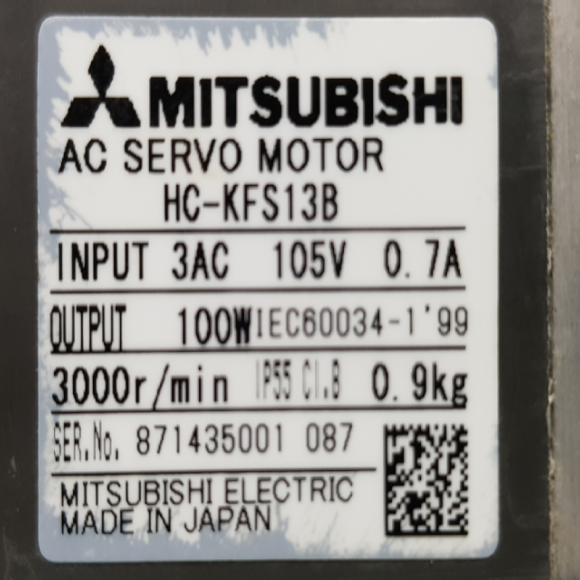 MITSUBISHI
AC SERVO MOTOR
HC-KFS13B
INPUT 3AC 105V 0.7A
OUTPUT 100W IEC60034-1'99
3000r/min IP55 Cl.B 0.9kg
SER.No. 871435001 087
MITSUBISHI ELECTRIC
MADE IN JAPAN